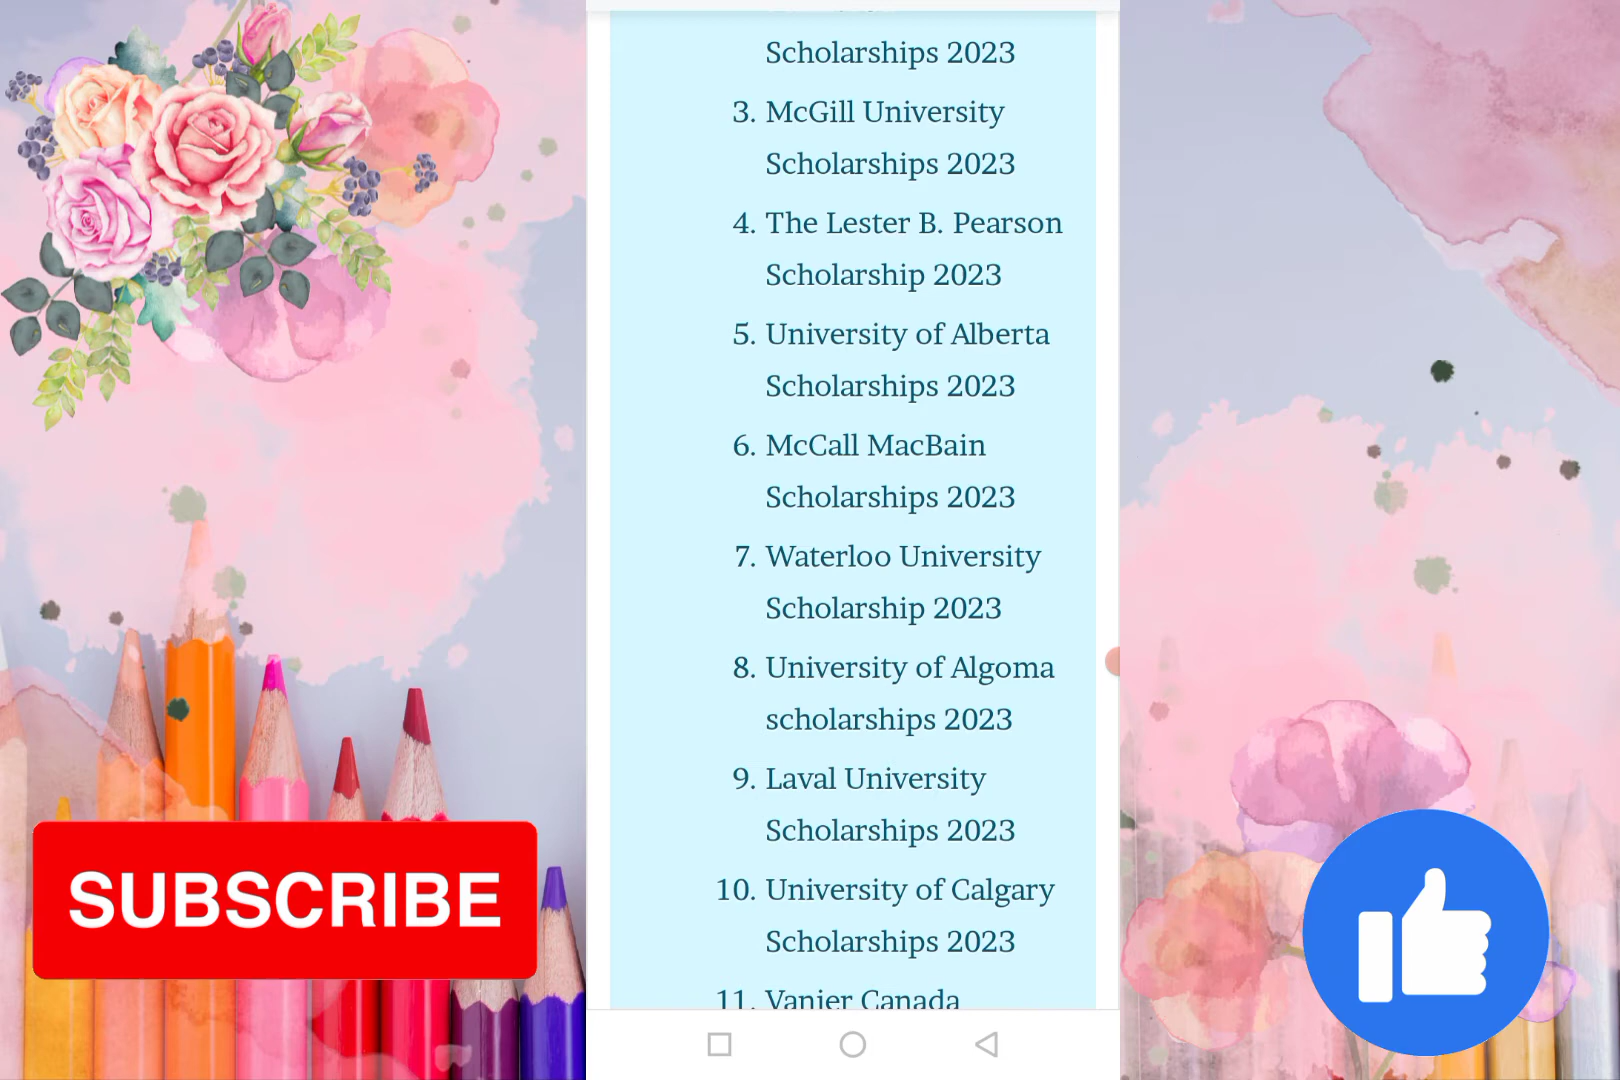 Scholarships 2023
3. McGill University
Scholarships 2023
4. The Lester B. Pearson
Scholarship 2023
5. University of Alberta
Scholarships 2023
6. McCall MacBain
Scholarships 2023
7. Waterloo University
Scholarship 2023
8. University of Algoma
scholarships 2023
9. Laval University
Scholarships 2023
10. University of Calgary
Scholarships 2023
11. Vanier Canada
SUBSCRIBE